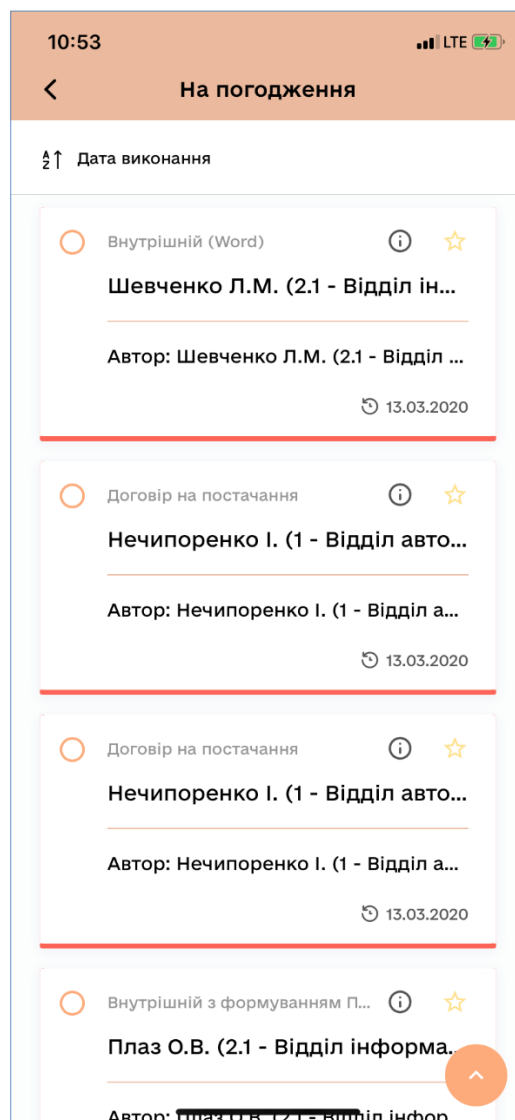 10:53
LTE
На погодження
Дата виконання
Внутрішній (Word)
Шевченко Л.М. (2.1 - Відділ ін...
Автор: Шевченко Л.М. (2.1 - Відділ ...
13.03.2020
Договір на постачання
Нечипоренко І. (1 - Відділ авто...
Автор: Нечипоренко І. (1 - Відділ а...
13.03.2020
Договір на постачання
Нечипоренко І. (1 - Відділ авто...
Автор: Нечипоренко І. (1 - Відділ а...
13.03.2020
Внутрішній з формуванням П...
Плаз О.В. (2.1 - Відділ інформа...
Автор: